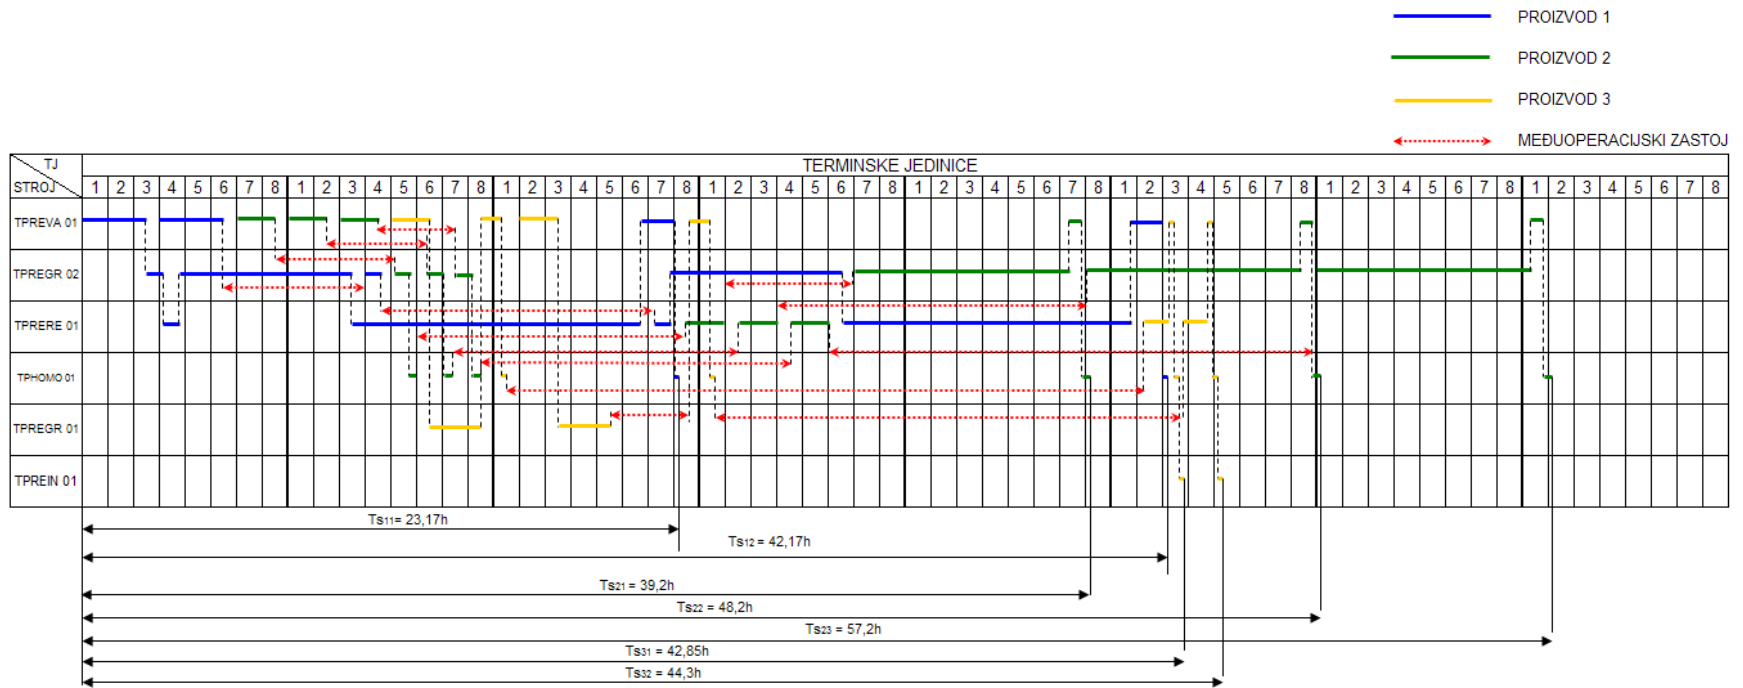 PROIZVOD 1
PROIZVOD 2
PROIZVOD 3
MEĐUOPERACIJSKI ZASTOJ
TJ
STROJ
TERMINSKE JEDINICE
1 2 3 4 5 6 7 8 1 2 3 4 5 6 7 8 1 2 3 4 5 6 7 8 1 2 3 4 5 6 7 8 1 2 3 4 5 6 7 8 1 2 3 4 5 6 7 8 1 2 3 4 5 6 7 8 1 2 3 4 5 6 7 8
TPREVA 01
TPREGR 02
TPRERE 01
TPHOMO 01
TPREGR 01
TPREIN 01
Ts11= 23,17h
Ts12 = 42,17h
Ts21 = 39,2h
Ts22 = 48,2h
Ts23 = 57,2h
Ts31 = 42,85h
Ts32 = 44,3h